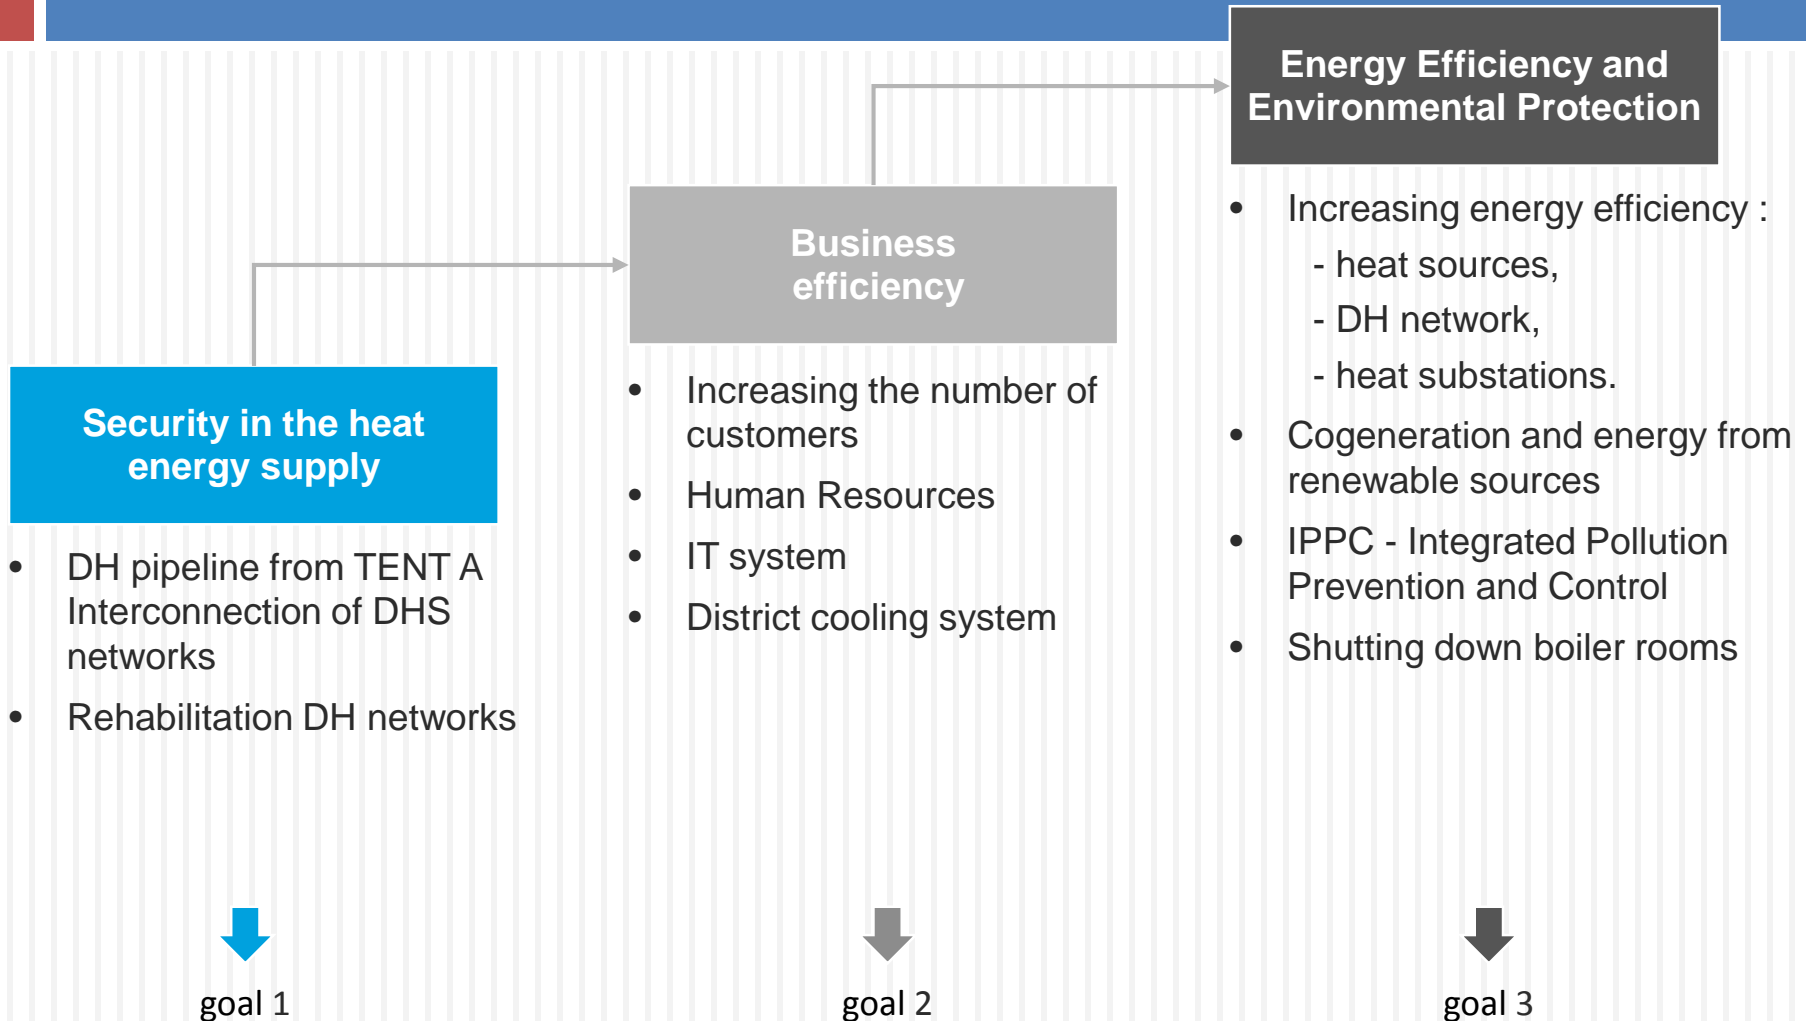 Security in the heat
energy supply
• DH pipeline from TENT A
Interconnection of DHS
networks
• Rehabilitation DH networks
goal 1
Business
efficiency
• Increasing the number of
customers
• Human Resources
• IT system
• District cooling system
goal 2
Energy Efficiency and
Environmental Protection
• Increasing energy efficiency :
- heat sources,
- DH network,
- heat substations.
• Cogeneration and energy from
renewable sources
• IPPC - Integrated Pollution
Prevention and Control
• Shutting down boiler rooms
goal 3